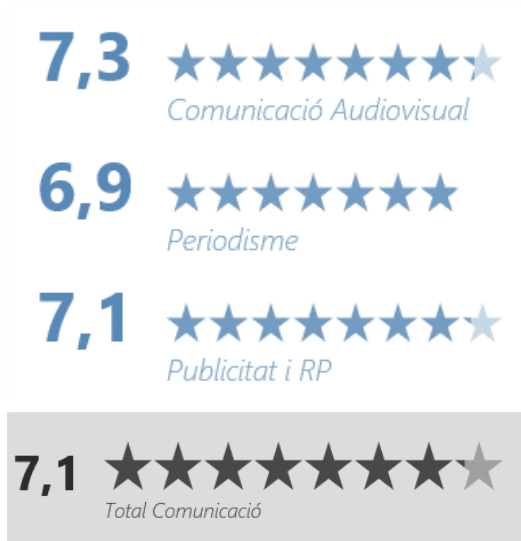 7,3
Comunicació Audiovisual
6,9
Periodisme
7,1
Publicitat i RP
7,1
Total Comunicació